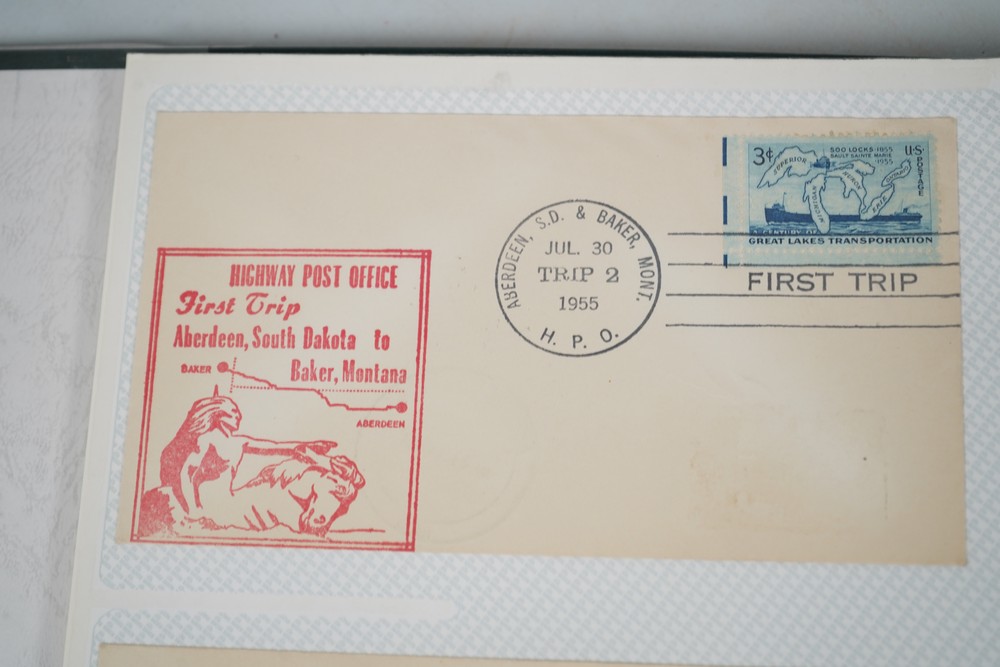 HIGHWAY POST OFFICE
First Trip
Aberdeen, South Dakota to
Baker, Montana
BAKER
ABERDEEN
ABERDEEN, S.D. & BAKER, MONT.
JUL. 30
TRIP 2
1955
H. P. O.
3¢
SOO LOCKS·1855
SAULT SAINTE MARIE
1955
U·S·
POSTAGE
SUPERIOR
HURON
MICHIGAN
ERIE
ONTARIO
A CENTURY OF
GREAT LAKES TRANSPORTATION
FIRST TRIP